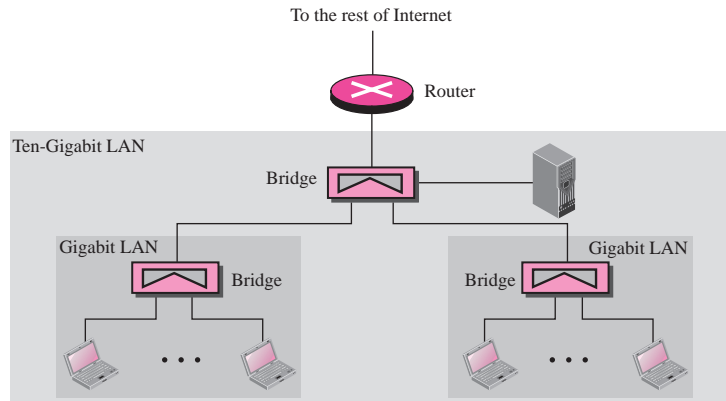 To the rest of Internet
Router
Ten-Gigabit LAN
Bridge
Gigabit LAN
Gigabit LAN
Bridge
Bridge